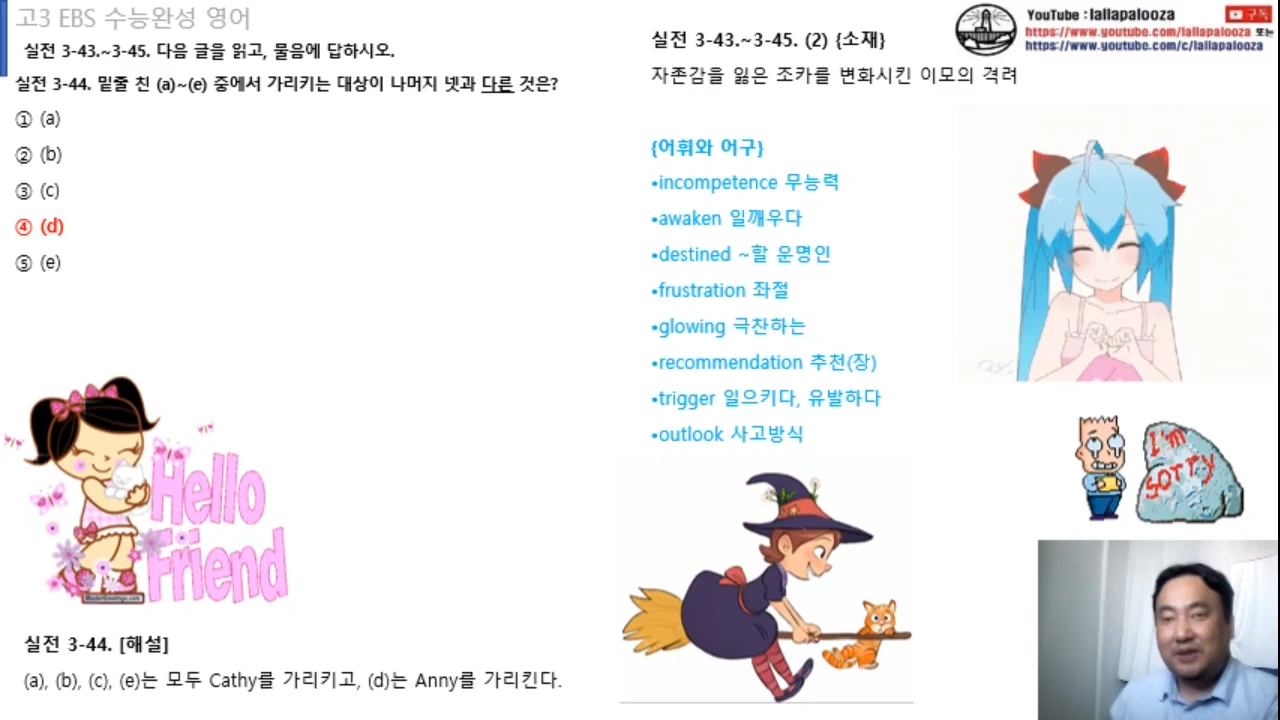 고3 EBS 수능완성 영어
실전 3-43.~3-45. 다음 글을 읽고, 물음에 답하시오.
실전 3-44. 밑줄 친 (a)~(e) 중에서 가리키는 대상이 나머지 넷과 다른 것은?
① (a)
② (b)
③ (c)
④ (d)
⑤ (e)
Hello
Friend
실전 3-44. [해설]
(a), (b), (c), (e)는 모두 Cathy를 가리키고, (d)는 Anny를 가리킨다.
실전 3-43.~3-45. (2) {소재}
자존감을 잃은 조카를 변화시킨 이모의 격려
{어휘와 어구}
•incompetence 무능력
•awaken 일깨우다
•destined ~할 운명인
•frustration 좌절
•glowing 극찬하는
•recommendation 추천(장)
•trigger 일으키다, 유발하다
•outlook 사고방식
YouTube : lallapalooza
구독
https://www.youtube.com/lallapalooza 또는
https://www.youtube.com/c/lallapalooza
I'm
sorry